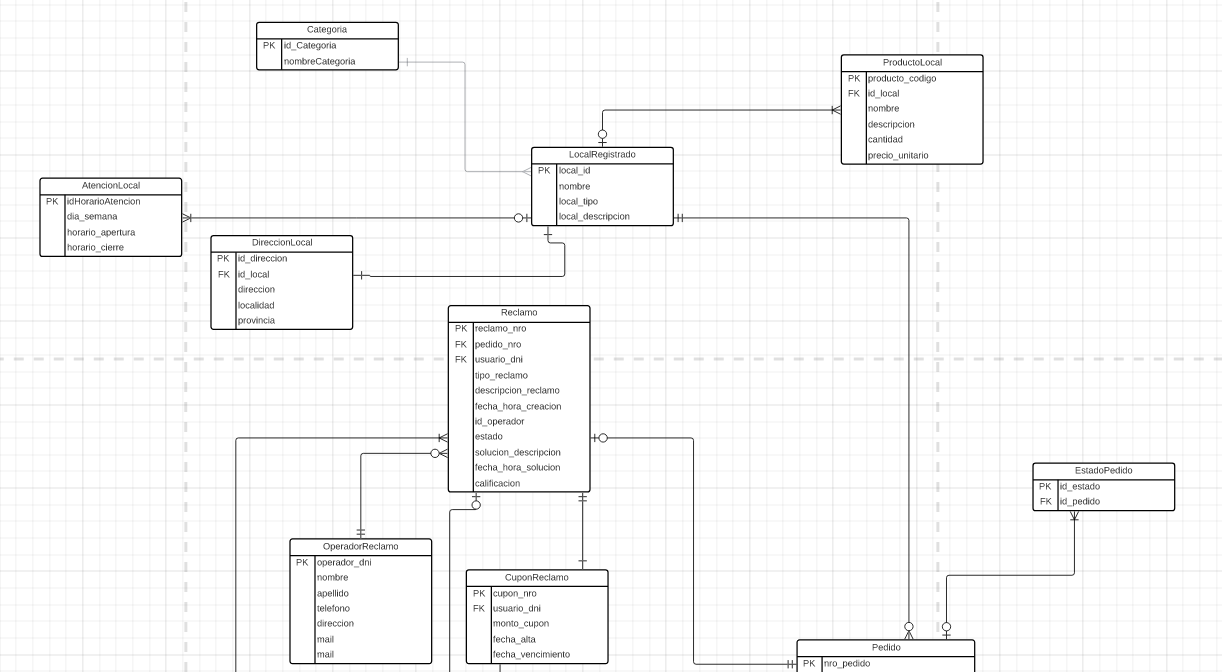 Categoria
PK id_Categoria
nombreCategoria
ProductoLocal
PK producto_codigo
FK id_local
nombre
descripcion
cantidad
precio_unitario
LocalRegistrado
PK local_id
nombre
local_tipo
local_descripcion
AtencionLocal
PK idHorarioAtencion
dia_semana
horario_apertura
horario_cierre
DireccionLocal
PK id_direccion
FK id_local
direccion
localidad
provincia
Reclamo
PK reclamo_nro
FK pedido_nro
FK usuario_dni
tipo_reclamo
descripcion_reclamo
fecha_hora_creacion
id_operador
estado
solucion_descripcion
fecha_hora_solucion
calificacion
EstadoPedido
PK id_estado
FK id_pedido
OperadorReclamo
PK operador_dni
nombre
apellido
telefono
direccion
mail
mail
CuponReclamo
PK cupon_nro
FK usuario_dni
monto_cupon
fecha_alta
fecha_vencimiento
Pedido
PK nro_pedido